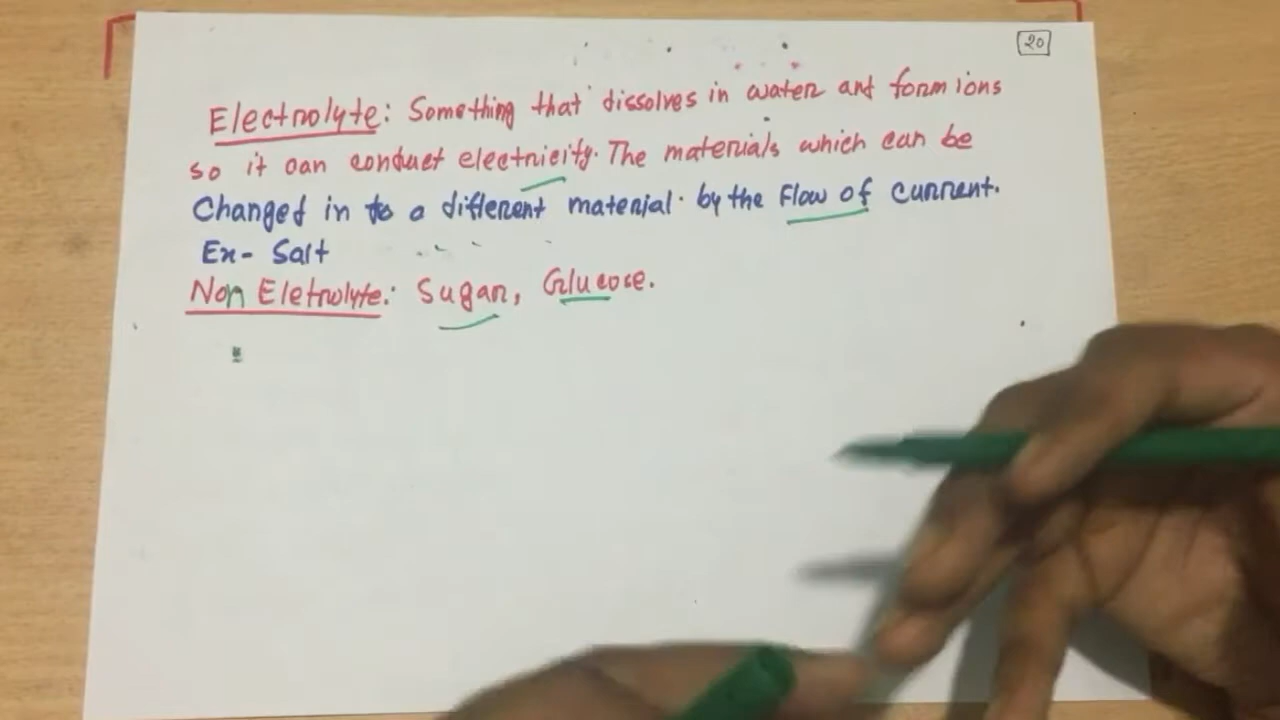 20
Electrolyte: Something that dissolves in water and form ions
so it can conduct electricity. The materials which can be
Changed in to a different material by the Flow of current.
Ex- Salt
Non Eletrolyte: Sugar, Glucose.